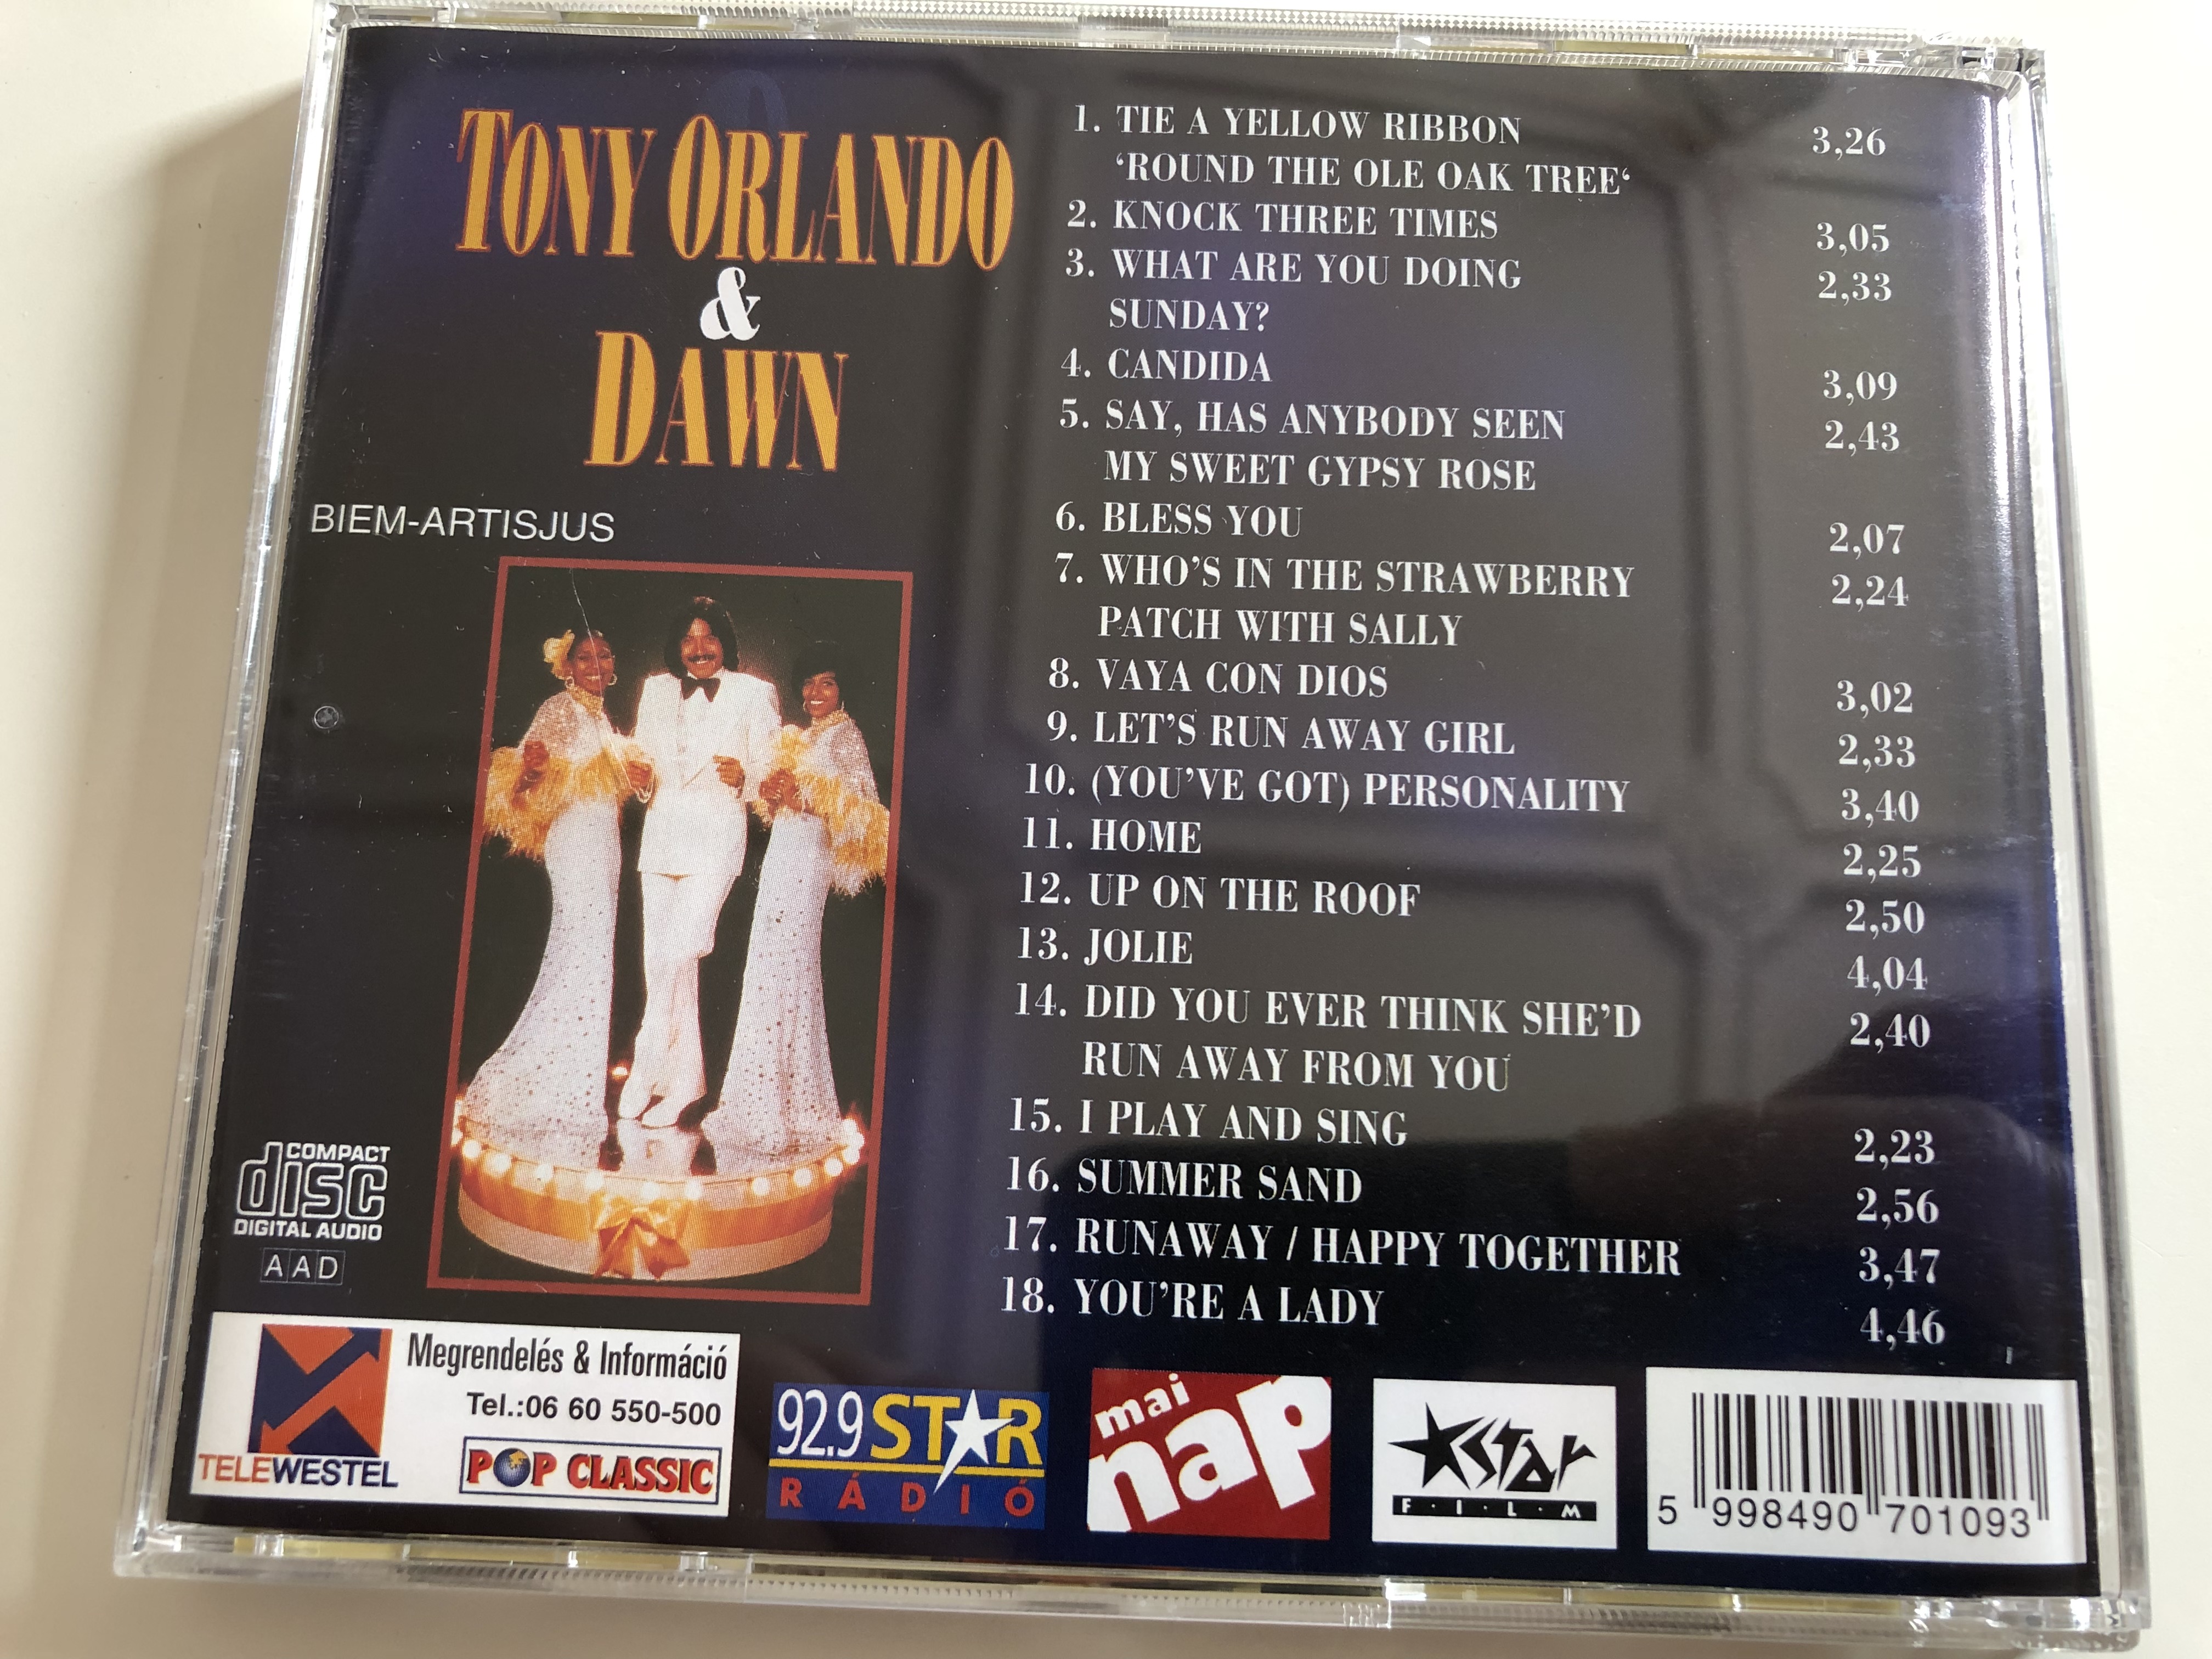 TONY ORLANDO
&
DAWN
BIEM-ARTISJUS
1. TIE A YELLOW RIBBON 3,26
‘ROUND THE OLE OAK TREE‘
2. KNOCK THREE TIMES 3,05
3. WHAT ARE YOU DOING 2,33
SUNDAY?
4. CANDIDA 3,09
5. SAY, HAS ANYBODY SEEN 2,43
MY SWEET GYPSY ROSE
6. BLESS YOU 2,07
7. WHO'S IN THE STRAWBERRY 2,24
PATCH WITH SALLY
8. VAYA CON DIOS 3,02
9. LET'S RUN AWAY GIRL 2,33
10. (YOU'VE GOT) PERSONALITY 3,40
11. HOME 2,25
12. UP ON THE ROOF 2,50
13. JOLIE 4,04
14. DID YOU EVER THINK SHE'D 2,40
RUN AWAY FROM YOU
15. I PLAY AND SING 2,23
16. SUMMER SAND 2,56
17. RUNAWAY / HAPPY TOGETHER 3,47
18. YOU'RE A LADY 4,46
COMPACT
disc
DIGITAL AUDIO
AAD
TELEWESTEL
Megrendelés & Információ
Tel.:06 60 550-500
POP CLASSIC
92.9 STAR
RÁDIÓ
mai
nap
STAR
F·I·L·M
5 998490 701093